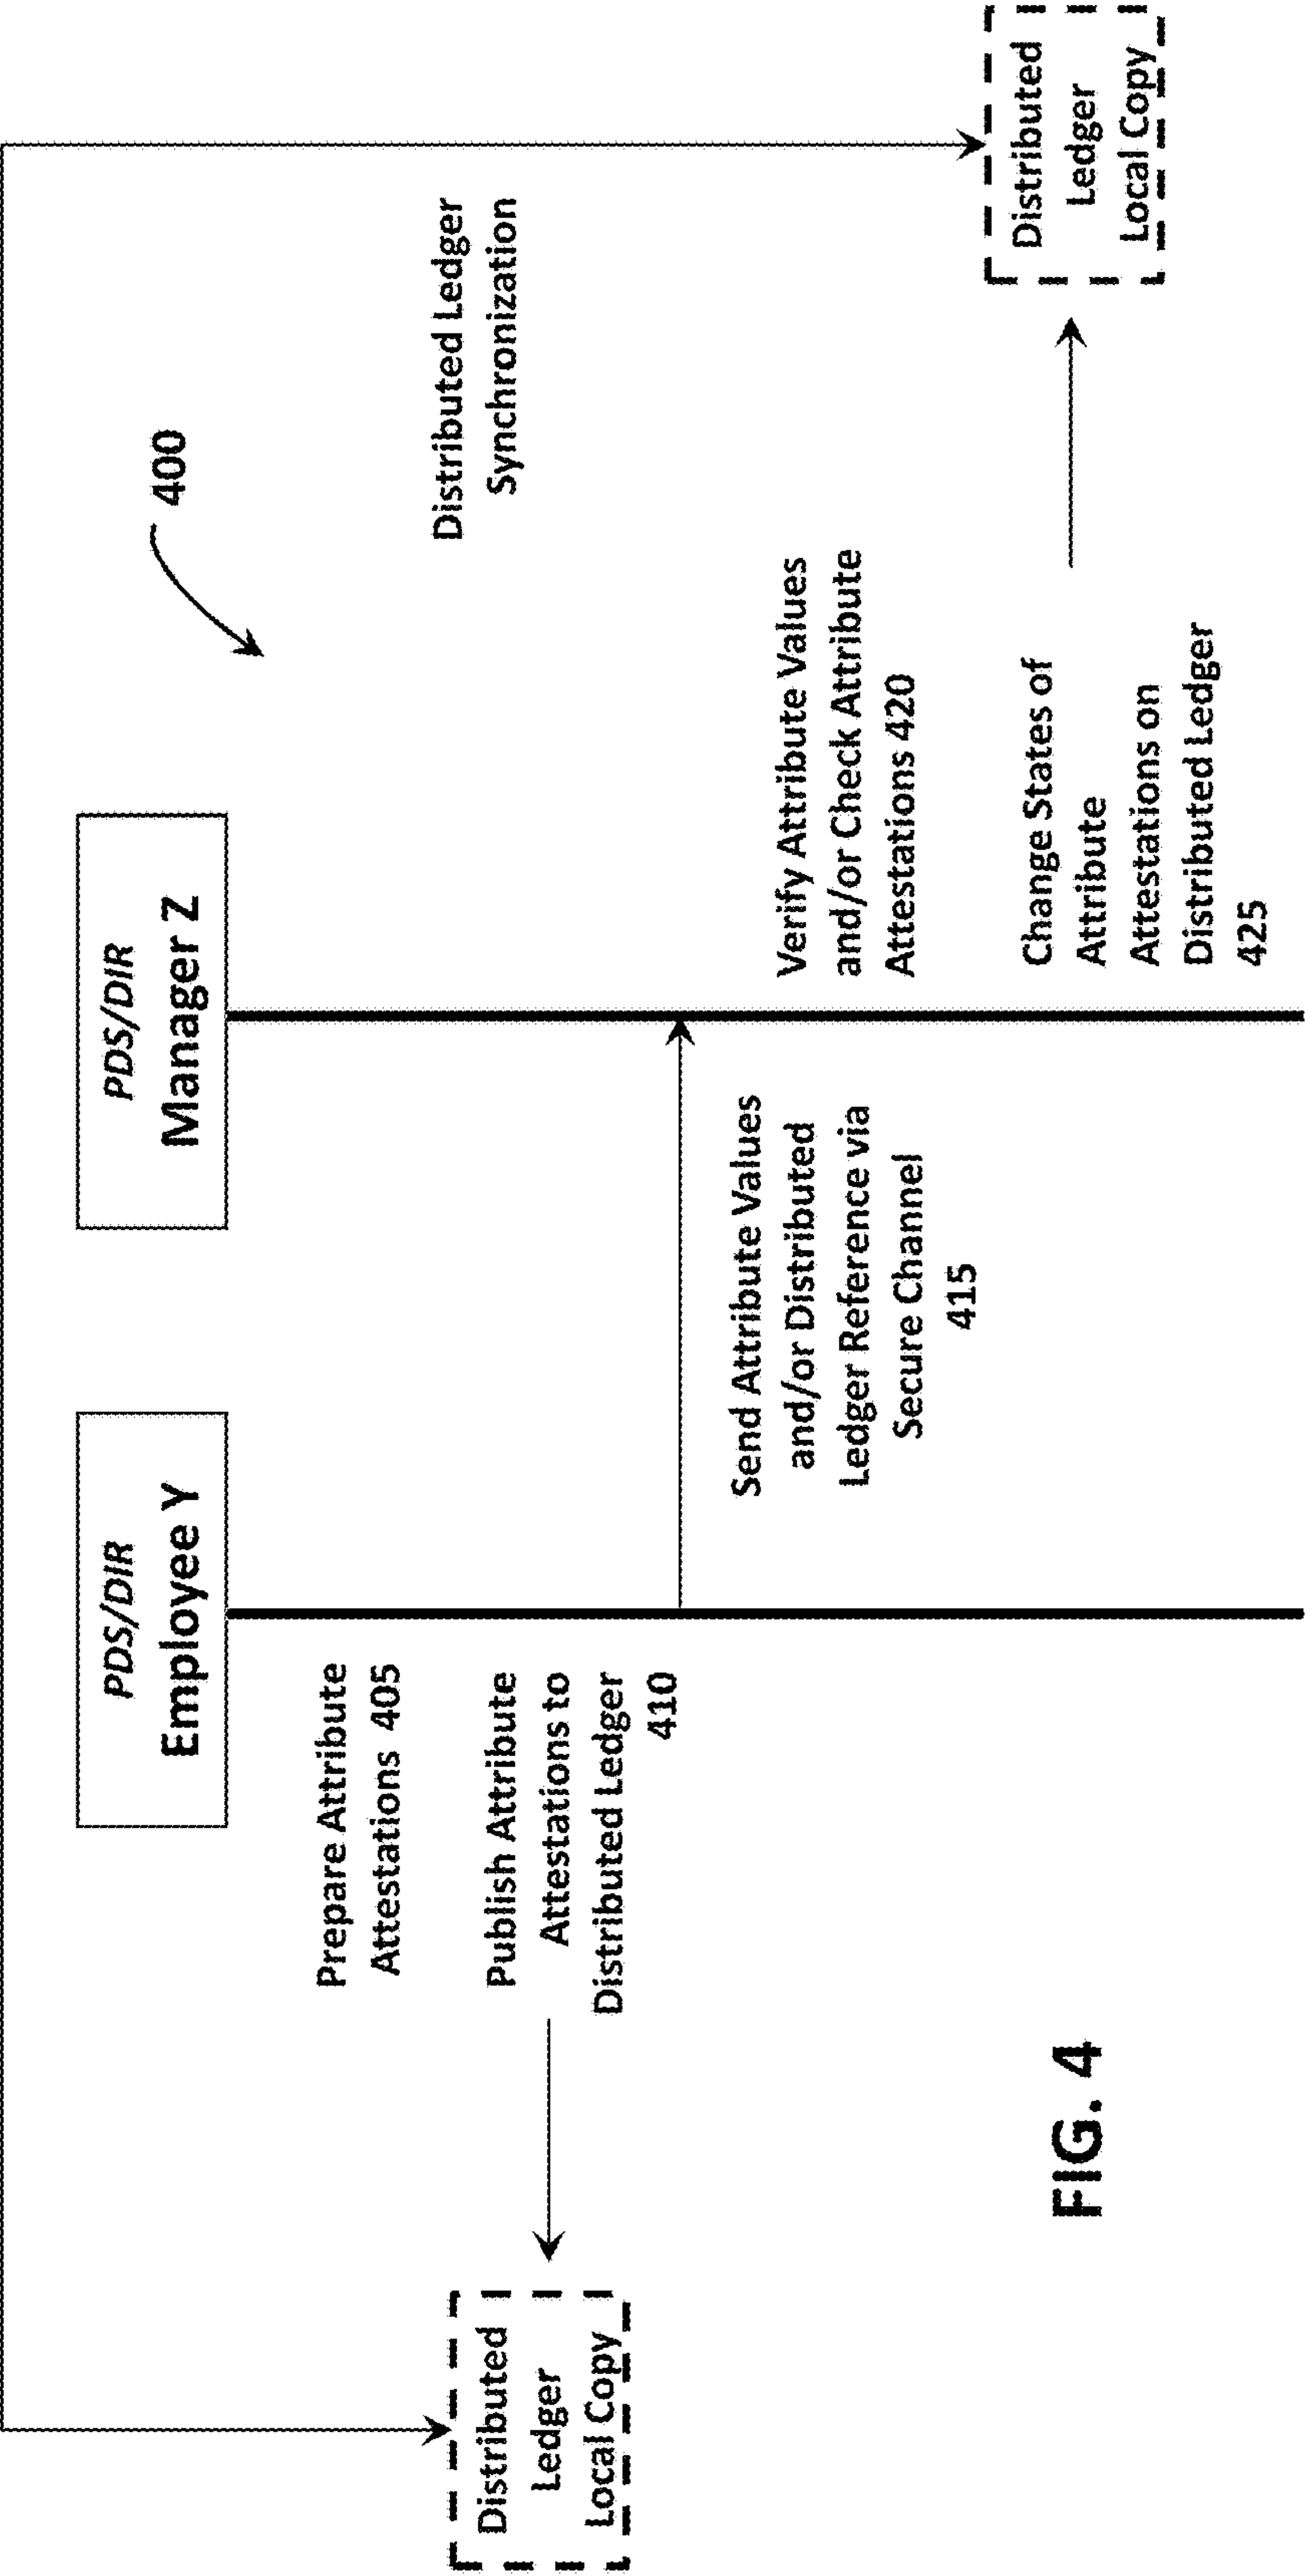 400
PDS/DIR
Employee Y
PDS/DIR
Manager Z
Prepare Attribute
Attestations 405
Distributed Ledger
Synchronization
Distributed
Ledger
Local Copy
Publish Attribute
Attestations to
Distributed Ledger
410
Send Attribute Values
and/or Distributed
Ledger Reference via
Secure Channel
415
Verify Attribute Values
and/or Check Attribute
Attestations 420
Change States of
Attribute
Attestations on
Distributed Ledger
425
Distributed
Ledger
Local Copy
FIG. 4